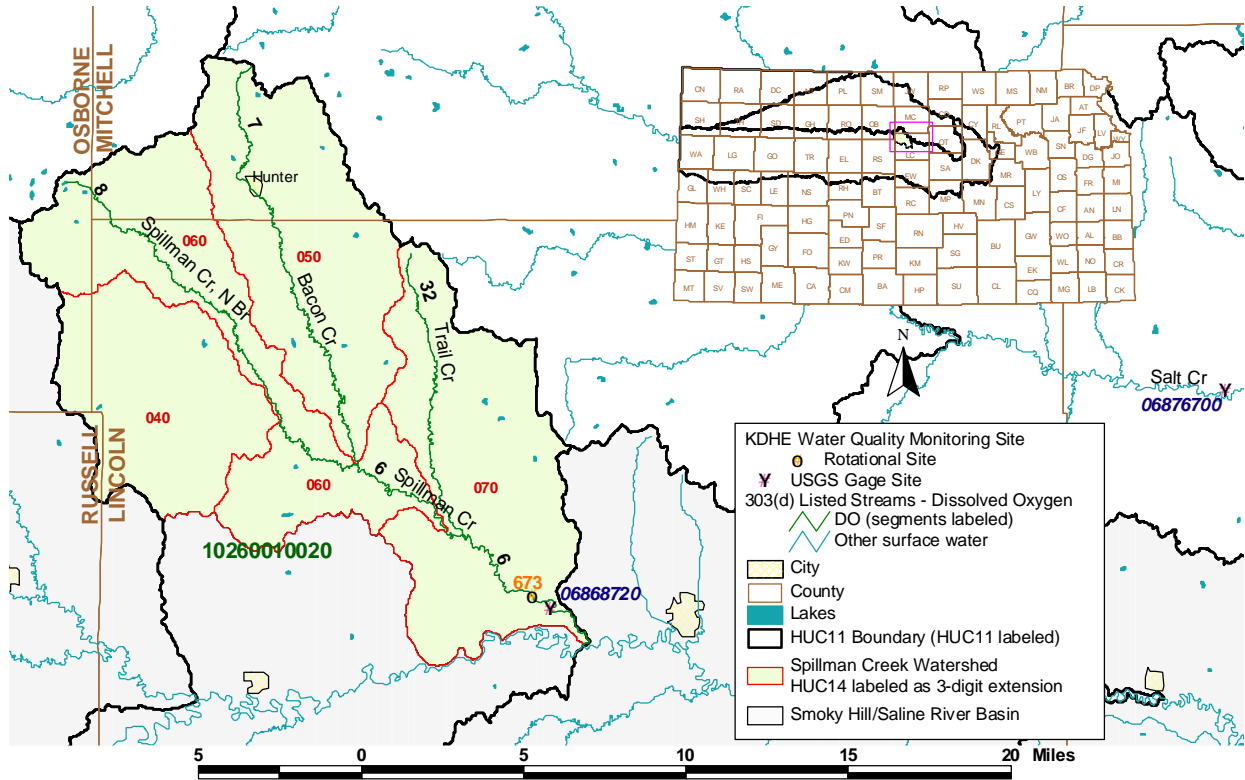 OSBORNE
MITCHELL
7
Hunter
8
Spillman Cr, N Br
060
050
Bacon Cr
32
Trail Cr
040
RUSSELL
LINCOLN
6
Spillman Cr
060
070
10260010020
6
673
06868720
CN RA DC PL SM RP WS MS NM BR DP
SH SD GH RO OB MC CY RL PT JA AT JF LV WY
WA LG GO TR EL RS LC OT SA DK WB SN DG JO
GL WH SC LE NS RH BT EW RC MP MN MR CS LY OS FR MI
HM KE FI HG PN SF RN HV CF AN LN
GY ED SG BU GW WO AL BB
ST GT HS FO KW PR KM EK WL NO CR
MT SV SW ME CA CM BA HP SU CL CQ MG LB CK
N
Salt Cr
06876700
KDHE Water Quality Monitoring Site
Rotational Site
USGS Gage Site
303(d) Listed Streams - Dissolved Oxygen
DO (segments labeled)
Other surface water
City
County
Lakes
HUC11 Boundary (HUC11 labeled)
Spillman Creek Watershed
HUC14 labeled as 3-digit extension
Smoky Hill/Saline River Basin
5 0 5 10 15 20 Miles